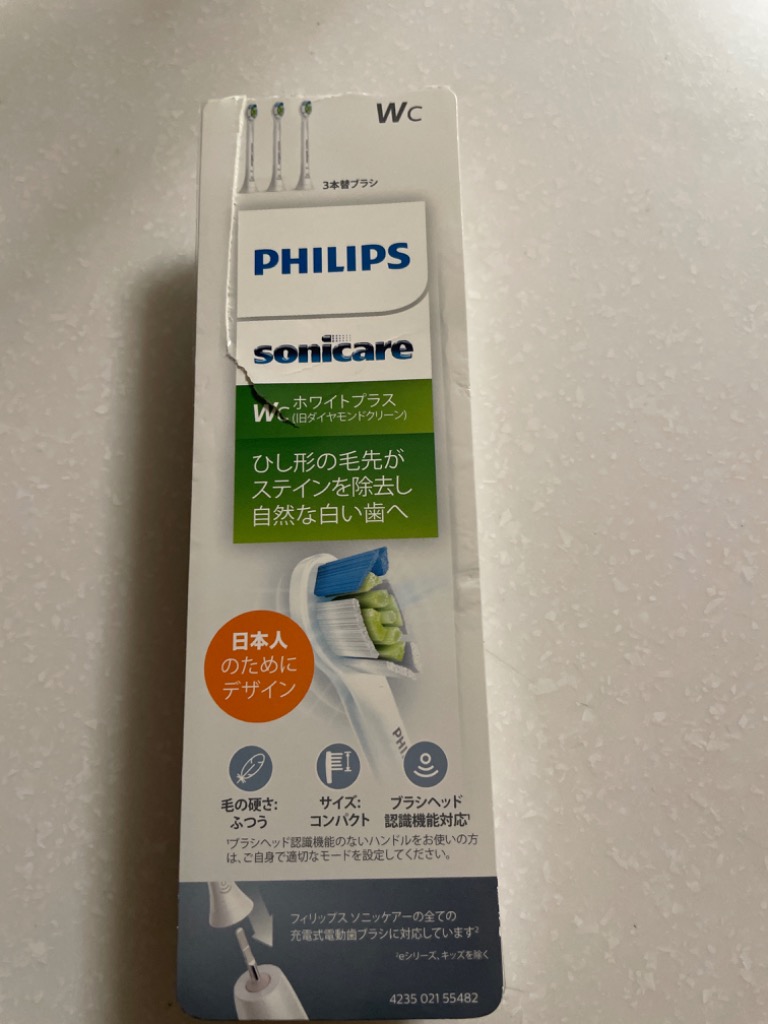 WC
3本替ブラシ
PHILIPS
sonicare
WC ホワイトプラス
(旧ダイヤモンドクリーン)
ひし形の毛先が
ステインを除去し
自然な白い歯へ
日本人
のために
デザイン
PHI
毛の硬さ:
ふつう
サイズ:
コンパクト
ブラシヘッド
認識機能対応¹
¹ブラシヘッド認識機能のないハンドルをお使いの方
は、ご自身で適切なモードを設定してください。
フィリップス ソニッケアーの全ての
充電式電動歯ブラシに対応しています²
²eシリーズ、キッズを除く
4235 021 55482